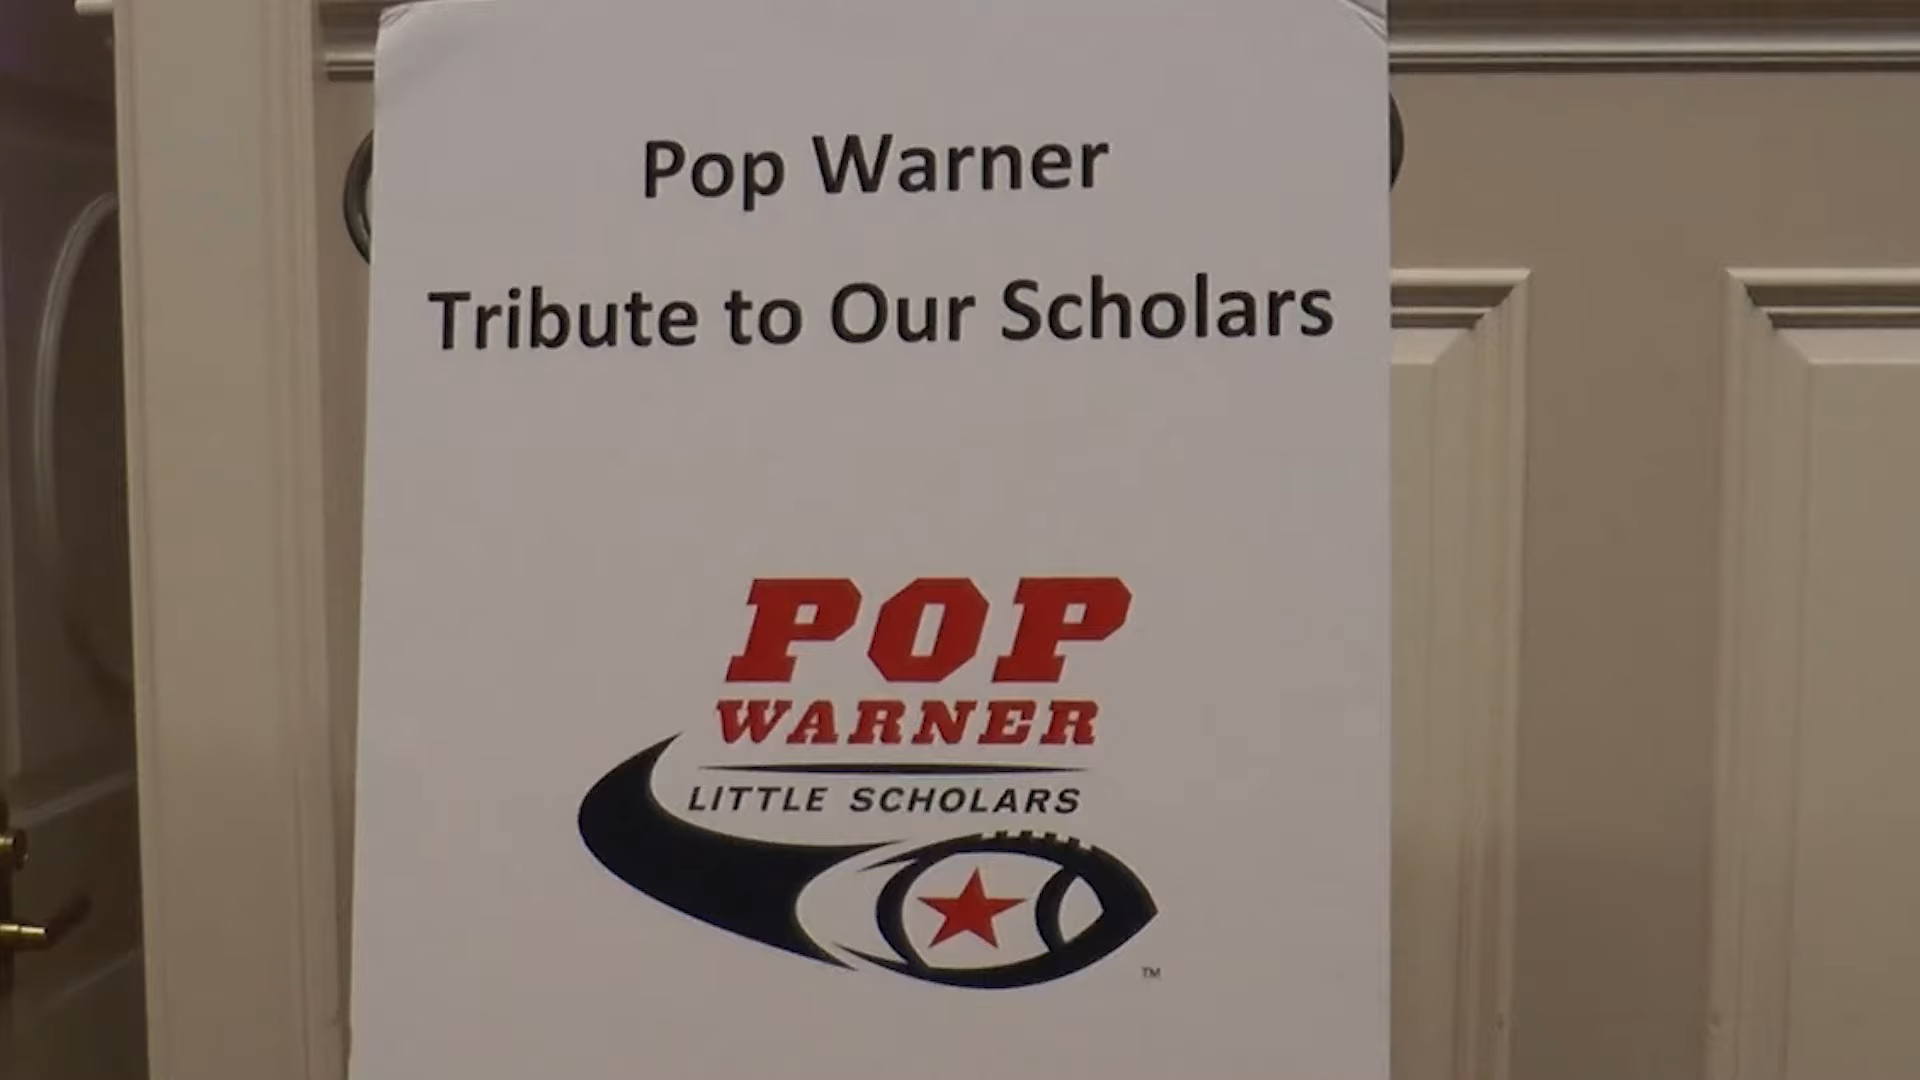 Pop Warner
Tribute to Our Scholars
POP
WARNER
LITTLE SCHOLARS
TM